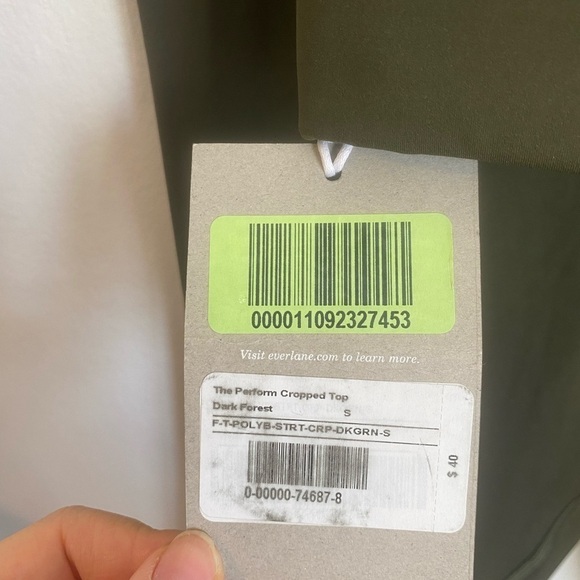 000011092327453
Visit everlane.com to learn more.
The Perform Cropped Top
Dark Forest S
F-T-POLYB-STRT-CRP-DKGRN-S
$ 40
0-00000-74687-8